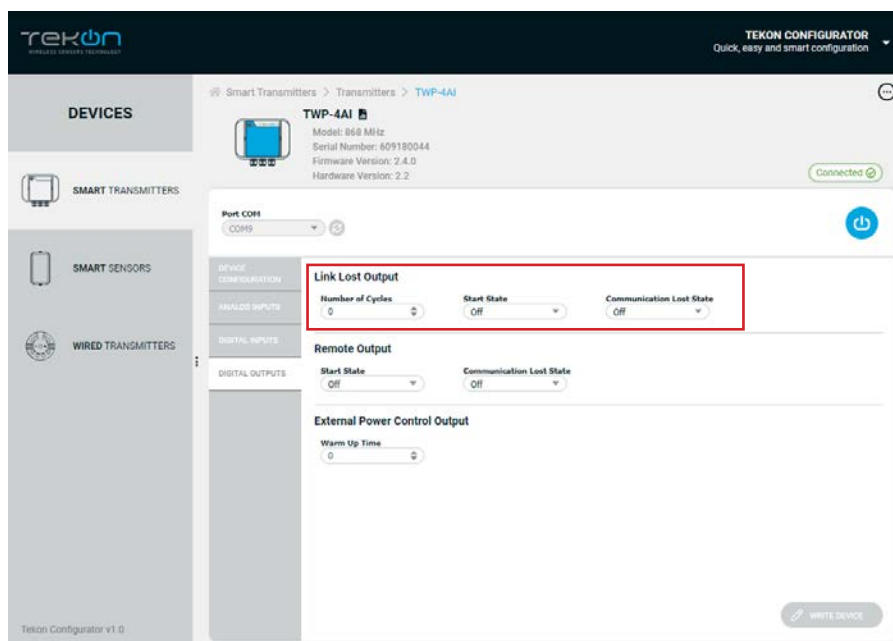 TEKON
WIRELESS SENSORS TECHNOLOGY
TEKON CONFIGURATOR
Quick, easy and smart configuration
DEVICES
SMART TRANSMITTERS
SMART SENSORS
WIRED TRANSMITTERS
Tekon Configurator v1.0
Smart Transmitters > Transmitters > TWP-4AI
TWP-4AI
Model: 868 MHz
Serial Number: 609180044
Firmware Version: 2.4.0
Hardware Version: 2.2
Connected
Port COM
COM9
DEVICE
CONFIGURATION
ANALOG INPUTS
DIGITAL INPUTS
DIGITAL OUTPUTS
Link Lost Output
Number of Cycles Start State Communication Lost State
0 Off Off
Remote Output
Start State Communication Lost State
Off Off
External Power Control Output
Warm Up Time
0
WRITE DEVICE